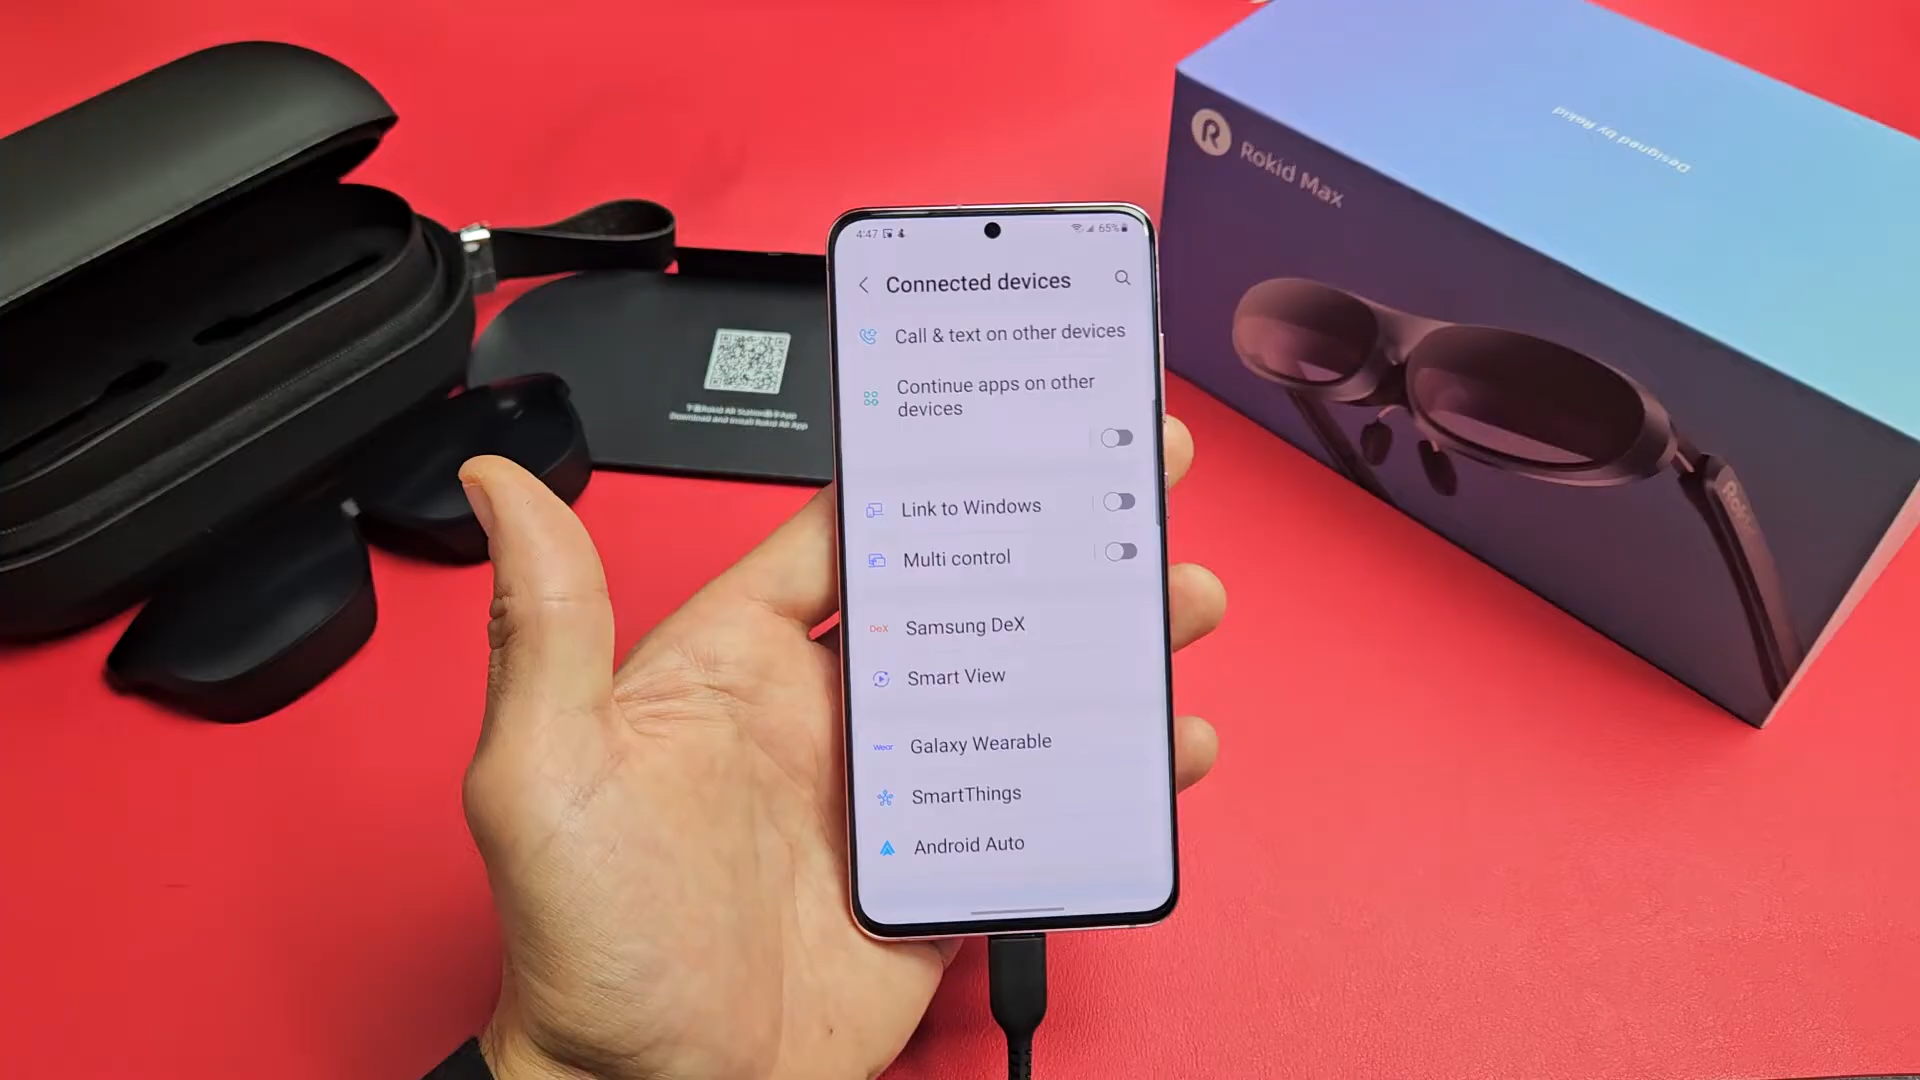 Designed by Rokid
Rokid Max
Rokid
4:47
65%
Connected devices
Call & text on other devices
Continue apps on other
devices
Link to Windows
Multi control
DeX Samsung DeX
Smart View
Wear Galaxy Wearable
SmartThings
Android Auto
Download and install Rokid AR App